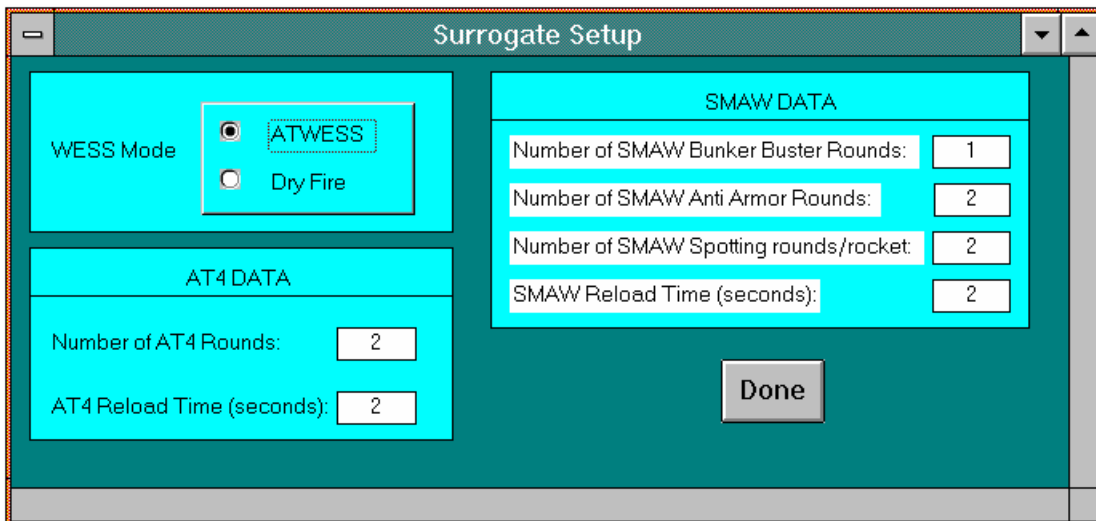 Surrogate Setup
WESS Mode
ATWESS
Dry Fire
AT4 DATA
Number of AT4 Rounds: 2
AT4 Reload Time (seconds): 2
SMAW DATA
Number of SMAW Bunker Buster Rounds: 1
Number of SMAW Anti Armor Rounds: 2
Number of SMAW Spotting rounds/rocket: 2
SMAW Reload Time (seconds): 2
Done